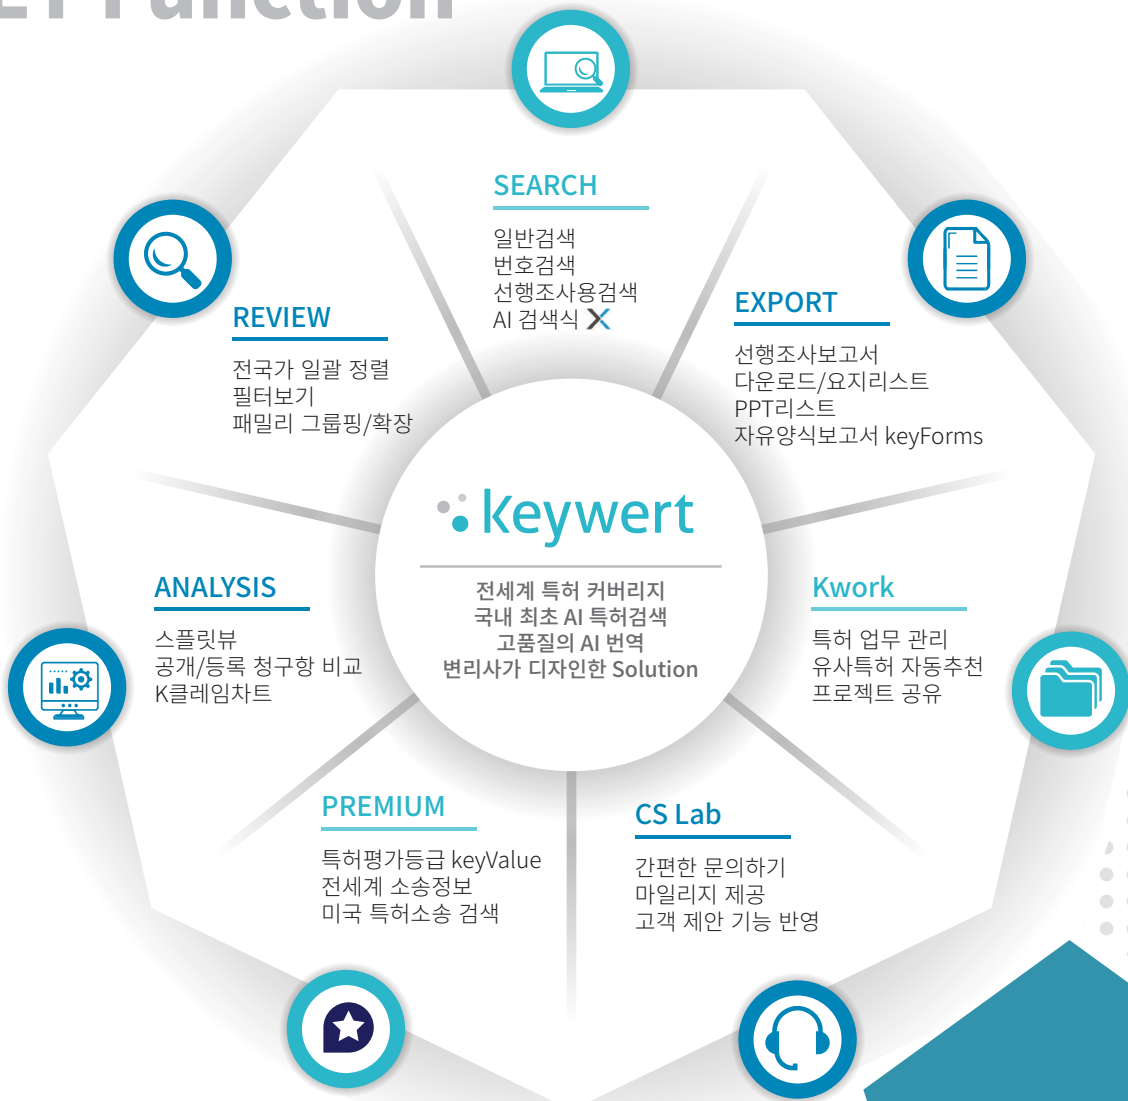 Function
SEARCH
일반검색
번호검색
선행조사용검색
AI 검색식 X
EXPORT
선행조사보고서
다운로드/요지리스트
PPT리스트
자유양식보고서 keyForms
REVIEW
전국가 일괄 정렬
필터보기
패밀리 그룹핑/확장
keywert
전세계 특허 커버리지
국내 최초 AI 특허검색
고품질의 AI 번역
변리사가 디자인한 Solution
ANALYSIS
스플릿뷰
공개/등록 청구항 비교
K클레임차트
Kwork
특허 업무 관리
유사특허 자동추천
프로젝트 공유
PREMIUM
특허평가등급 keyValue
전세계 소송정보
미국 특허소송 검색
CS Lab
간편한 문의하기
마일리지 제공
고객 제안 기능 반영